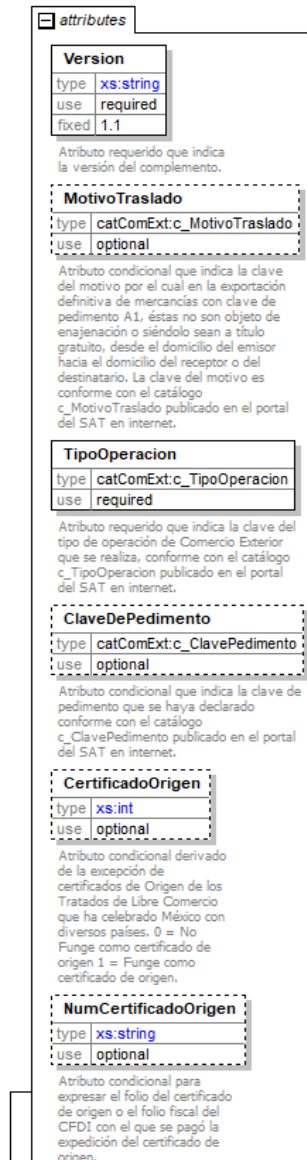 attributes
Version
type xs:string
use required
fixed 1.1
Atributo requerido que indica
la versión del complemento.
MotivoTraslado
type catComExt:c_MotivoTraslado
use optional
Atributo condicional que indica la clave
del motivo por el cual en la exportación
definitiva de mercancías con clave de
pedimento A1, éstas no son objeto de
enajenación o siéndolo sean a título
gratuito, desde el domicilio del emisor
hacia el domicilio del receptor o del
destinatario. La clave del motivo es
conforme con el catálogo
c_MotivoTraslado publicado en el portal
del SAT en internet.
TipoOperacion
type catComExt:c_TipoOperacion
use required
Atributo requerido que indica la clave del
tipo de operación de Comercio Exterior
que se realiza, conforme con el catálogo
c_TipoOperacion publicado en el portal
del SAT en internet.
ClaveDePedimento
type catComExt:c_ClavePedimento
use optional
Atributo condicional que indica la clave de
pedimento que se haya declarado
conforme con el catálogo
c_ClavePedimento publicado en el portal
del SAT en internet.
CertificadoOrigen
type xs:int
use optional
Atributo condicional derivado
de la excepción de
certificados de Origen de los
Tratados de Libre Comercio
que ha celebrado México con
diversos países. 0 = No
Funge como certificado de
origen 1 = Funge como
certificado de origen.
NumCertificadoOrigen
type xs:string
use optional
Atributo condicional para
expresar el folio del certificado
de origen o el folio fiscal del
CFDI con el que se pagó la
expedición del certificado de
origen.